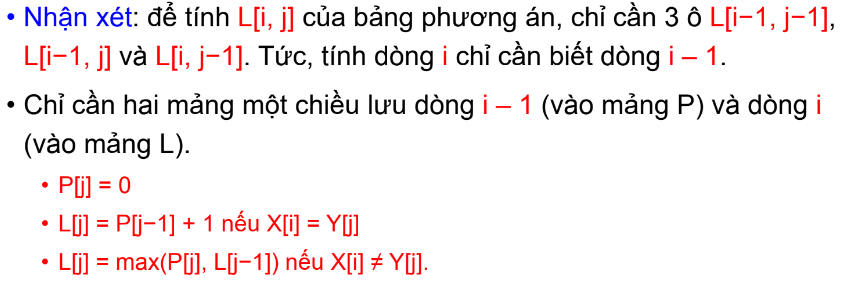 • Nhận xét: để tính L[i, j] của bảng phương án, chỉ cần 3 ô L[i−1, j−1],
L[i−1, j] và L[i, j−1]. Tức, tính dòng i chỉ cần biết dòng i – 1.
• Chỉ cần hai mảng một chiều lưu dòng i – 1 (vào mảng P) và dòng i
(vào mảng L).
• P[j] = 0
• L[j] = P[j−1] + 1 nếu X[i] = Y[j]
• L[j] = max(P[j], L[j−1]) nếu X[i] ≠ Y[j].